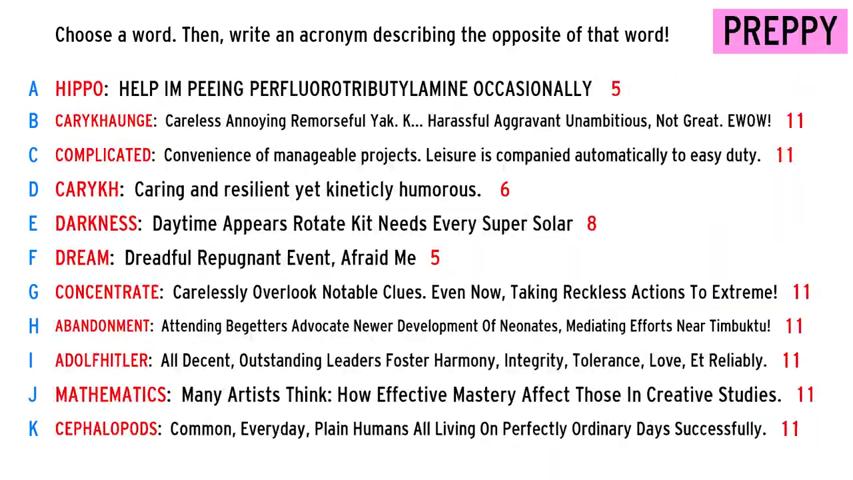 Choose a word. Then, write an acronym describing the opposite of that word!
PREPPY
A HIPPO: HELP IM PEEING PERFLUOROTRIBUTYLAMINE OCCASIONALLY 5
B CARYKHAUNGE: Careless Annoying Remorseful Yak. K... Harassful Aggravant Unambitious, Not Great. EWOW! 11
C COMPLICATED: Convenience of manageable projects. Leisure is companied automatically to easy duty. 11
D CARYKH: Caring and resilient yet kineticly humorous. 6
E DARKNESS: Daytime Appears Rotate Kit Needs Every Super Solar 8
F DREAM: Dreadful Repugnant Event, Afraid Me 5
G CONCENTRATE: Carelessly Overlook Notable Clues. Even Now, Taking Reckless Actions To Extreme! 11
H ABANDONMENT: Attending Begetters Advocate Newer Development Of Neonates, Mediating Efforts Near Timbuktu! 11
I ADOLFHITLER: All Decent, Outstanding Leaders Foster Harmony, Integrity, Tolerance, Love, Et Reliably. 11
J MATHEMATICS: Many Artists Think: How Effective Mastery Affect Those In Creative Studies. 11
K CEPHALOPODS: Common, Everyday, Plain Humans All Living On Perfectly Ordinary Days Successfully. 11